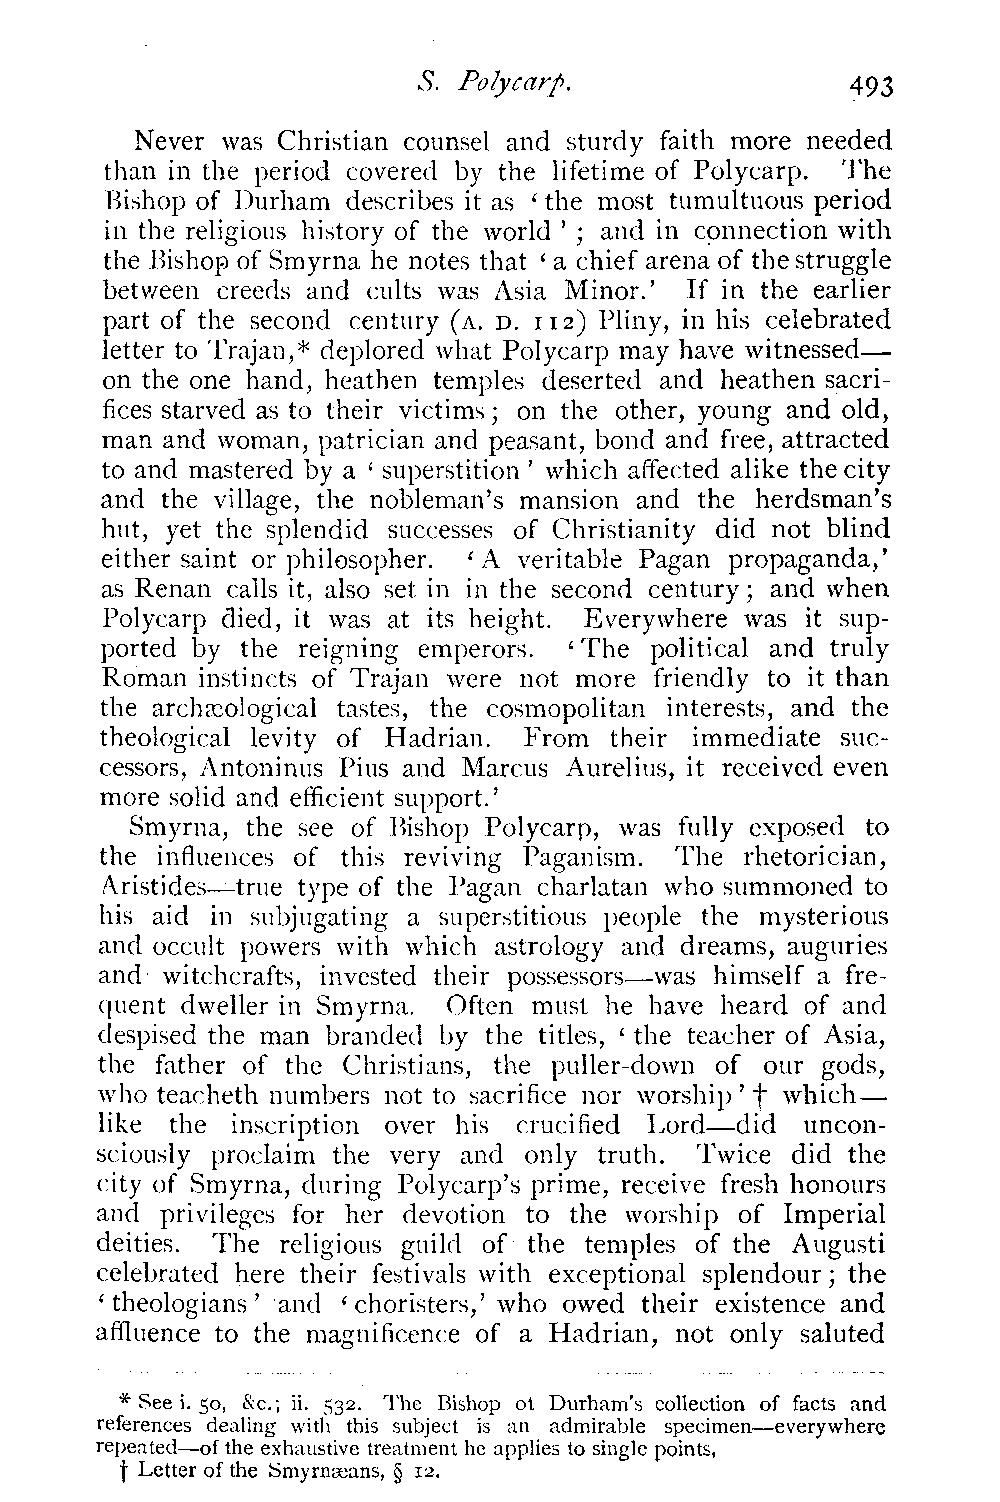 S. Polycarp. 493
Never was Christian counsel and sturdy faith more needed
than in the period covered by the lifetime of Polycarp. The
Bishop of Durham describes it as ‘the most tumultuous period
in the religious history of the world’ ; and in connection with
the Bishop of Smyrna he notes that ‘a chief arena of the struggle
between creeds and cults was Asia Minor.’ If in the earlier
part of the second century (A. D. 112) Pliny, in his celebrated
letter to Trajan,* deplored what Polycarp may have witnessed—
on the one hand, heathen temples deserted and heathen sacri-
fices starved as to their victims; on the other, young and old,
man and woman, patrician and peasant, bond and free, attracted
to and mastered by a ‘superstition’ which affected alike the city
and the village, the nobleman's mansion and the herdsman's
hut, yet the splendid successes of Christianity did not blind
either saint or philosopher. ‘A veritable Pagan propaganda,’
as Renan calls it, also set in in the second century; and when
Polycarp died, it was at its height. Everywhere was it sup-
ported by the reigning emperors. ‘The political and truly
Roman instincts of Trajan were not more friendly to it than
the archæological tastes, the cosmopolitan interests, and the
theological levity of Hadrian. From their immediate suc-
cessors, Antoninus Pius and Marcus Aurelius, it received even
more solid and efficient support.’
Smyrna, the see of Bishop Polycarp, was fully exposed to
the influences of this reviving Paganism. The rhetorician,
Aristides—true type of the Pagan charlatan who summoned to
his aid in subjugating a superstitious people the mysterious
and occult powers with which astrology and dreams, auguries
and witchcrafts, invested their possessors—was himself a fre-
quent dweller in Smyrna. Often must he have heard of and
despised the man branded by the titles, ‘the teacher of Asia,
the father of the Christians, the puller-down of our gods,
who teacheth numbers not to sacrifice nor worship’ † which—
like the inscription over his crucified Lord—did uncon-
sciously proclaim the very and only truth. Twice did the
city of Smyrna, during Polycarp's prime, receive fresh honours
and privileges for her devotion to the worship of Imperial
deities. The religious guild of the temples of the Augusti
celebrated here their festivals with exceptional splendour; the
‘theologians’ and ‘choristers,’ who owed their existence and
affluence to the magnificence of a Hadrian, not only saluted
* See i. 50, &c.; ii. 532. The Bishop ot Durham's collection of facts and
references dealing with this subject is an admirable specimen—everywhere
repeated—of the exhaustive treatment he applies to single points,
† Letter of the Smyrnæans, § 12.